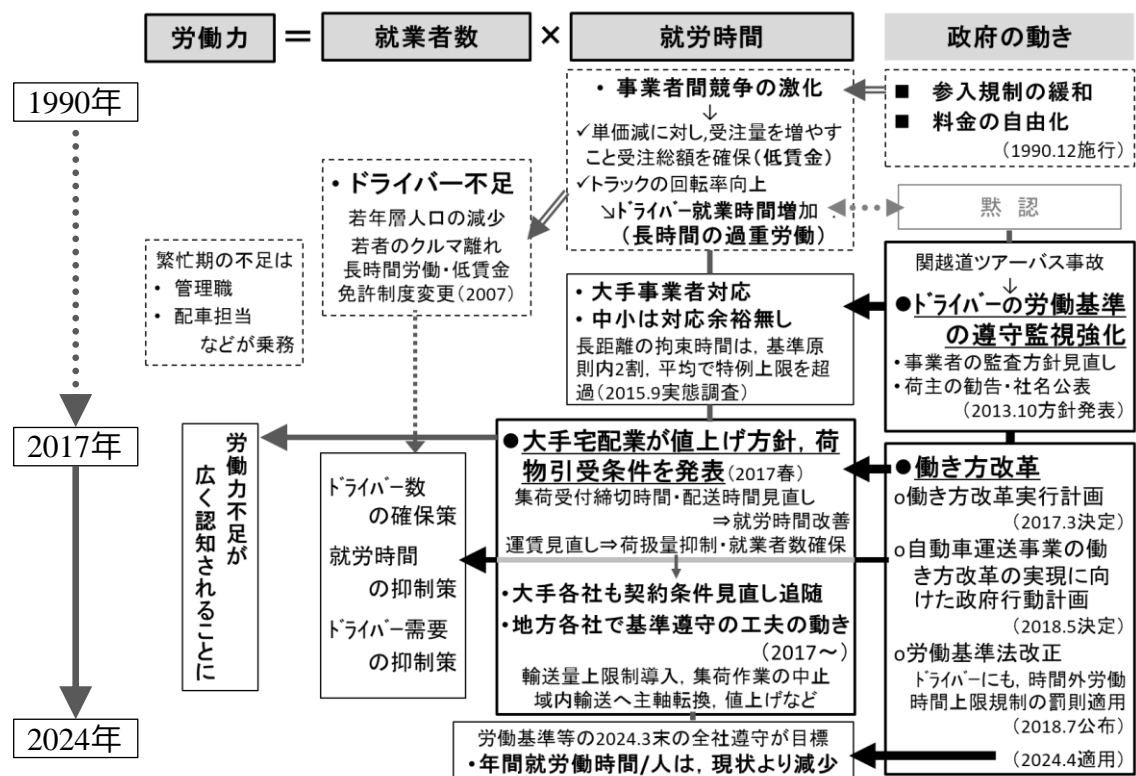 労働力 ＝ 就業者数 × 就労時間
政府の動き
1990年
2017年
2024年
・事業者間競争の激化
↓
✓単価減に対し,受注量を増やす
こと受注総額を確保(低賃金)
✓トラックの回転率向上
↘ﾄﾞﾗｲﾊﾞｰ就業時間増加
(長時間の過重労働)
■ 参入規制の緩和
■ 料金の自由化
(1990.12施行)
黙認
・ドライバー不足
若年層人口の減少
若者のクルマ離れ
長時間労働・低賃金
免許制度変更(2007)
繁忙期の不足は
・管理職
・配車担当
などが乗務
関越道ツアーバス事故
↓
●ﾄﾞﾗｲﾊﾞｰの労働基準
の遵守監視強化
・事業者の監査方針見直し
・荷主の勧告・社名公表
(2013.10方針発表)
・大手事業者対応
・中小は対応余裕無し
長距離の拘束時間は，基準原
則内2割，平均で特例上限を超
過(2015.9実態調査)
労働力不足が
広く認知されることに
ﾄﾞﾗｲﾊﾞｰ数
の確保策
就労時間
の抑制策
ﾄﾞﾗｲﾊﾞｰ需要
の抑制策
●大手宅配業が値上げ方針，荷
物引受条件を発表(2017春)
集荷受付締切時間・配送時間見直し
⇒就労時間改善
運賃見直し⇒荷扱量抑制・就業者数確保
・大手各社も契約条件見直し追随
・地方各社で基準遵守の工夫の動き
(2017～)
輸送量上限制導入，集荷作業の中止
域内輸送へ主軸転換，値上げなど
●働き方改革
o働き方改革実行計画
(2017.3決定)
o自動車運送事業の働
き方改革の実現に向
けた政府行動計画
(2018.5決定)
o労働基準法改正
ﾄﾞﾗｲﾊﾞｰにも，時間外労働
時間上限規制の罰則適用
(2018.7公布)
(2024.4適用)
労働基準等の2024.3末の全社遵守が目標
・年間就労働時間/人は，現状より減少